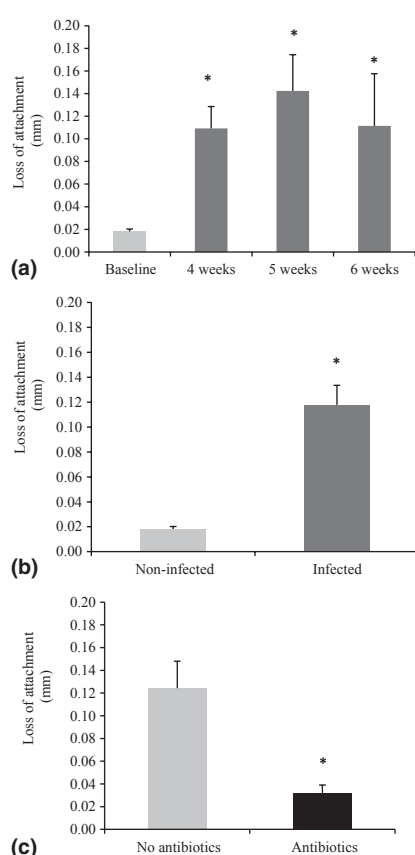 0.20
0.18
0.16
0.14
0.12
0.10
0.08
0.06
0.04
0.02
0.00
Loss of attachment
(mm)
*
*
*
Baseline
4 weeks
5 weeks
6 weeks
(a)
0.20
0.18
0.16
0.14
0.12
0.10
0.08
0.06
0.04
0.02
0.00
Loss of attachment
(mm)
*
Non-infected
Infected
(b)
0.20
0.18
0.16
0.14
0.12
0.10
0.08
0.06
0.04
0.02
0.00
Loss of attachment
(mm)
*
No antibiotics
Antibiotics
(c)